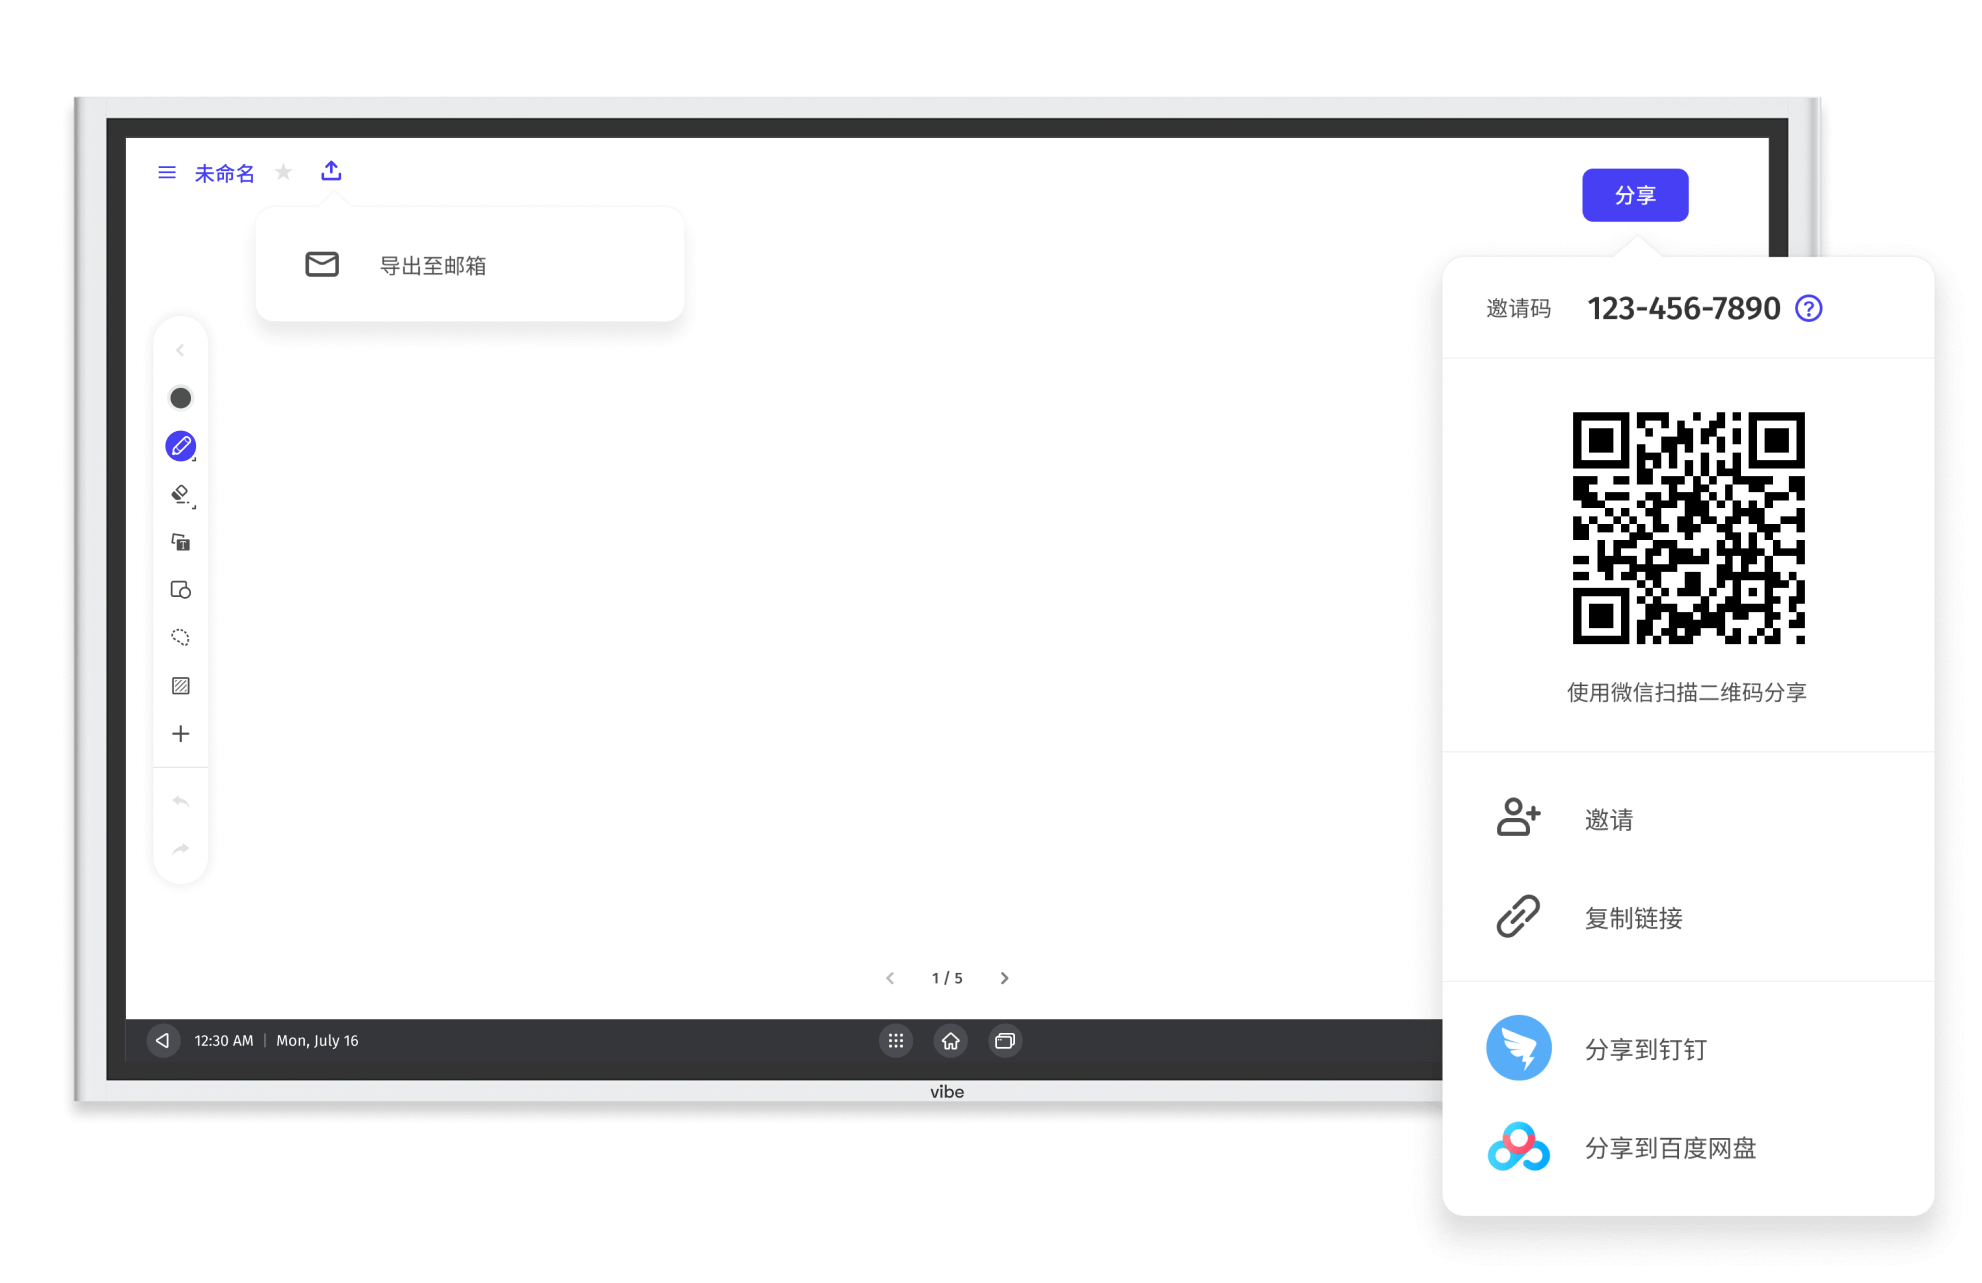 未命名
分享
导出至邮箱
邀请码 123-456-7890 ?
使用微信扫描二维码分享
邀请
复制链接
1 / 5
分享到钉钉
12:30 AM | Mon, July 16
vibe
分享到百度网盘